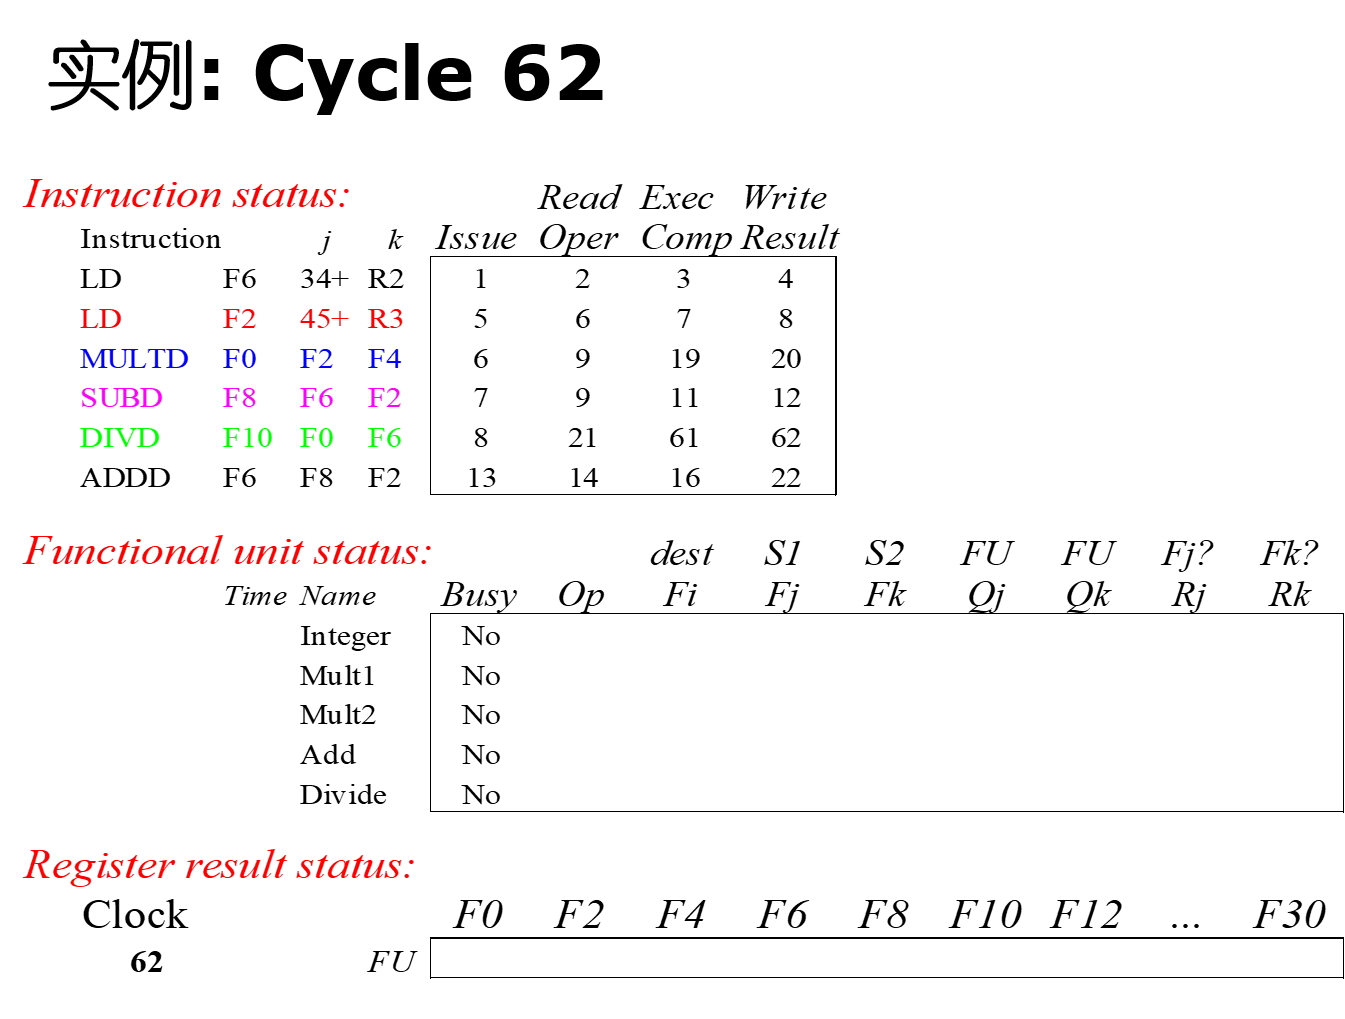 实例: Cycle 62
Instruction status:
Read Exec Write
Instruction j k Issue Oper Comp Result
LD F6 34+ R2 1 2 3 4
LD F2 45+ R3 5 6 7 8
MULTD F0 F2 F4 6 9 19 20
SUBD F8 F6 F2 7 9 11 12
DIVD F10 F0 F6 8 21 61 62
ADDD F6 F8 F2 13 14 16 22
Functional unit status:
dest S1 S2 FU FU Fj? Fk?
Time Name Busy Op Fi Fj Fk Qj Qk Rj Rk
Integer No
Mult1 No
Mult2 No
Add No
Divide No
Register result status:
Clock F0 F2 F4 F6 F8 F10 F12 ... F30
62 FU